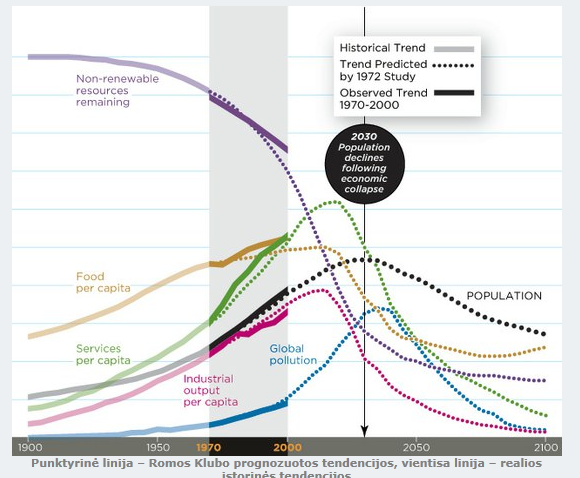 Historical Trend
Trend Predicted
by 1972 Study
Observed Trend
1970-2000
Non-renewable
resources
remaining
2030
Population
declines
following
economic
collapse
Food
per capita
POPULATION
Services
per capita
Global
pollution
Industrial
output
per capita
1900 1950 1970 2000 2050 2100
Punktyrinė linija – Romos Klubo prognozuotos tendencijos, vientisa linija – realios
istorinės tendencijos